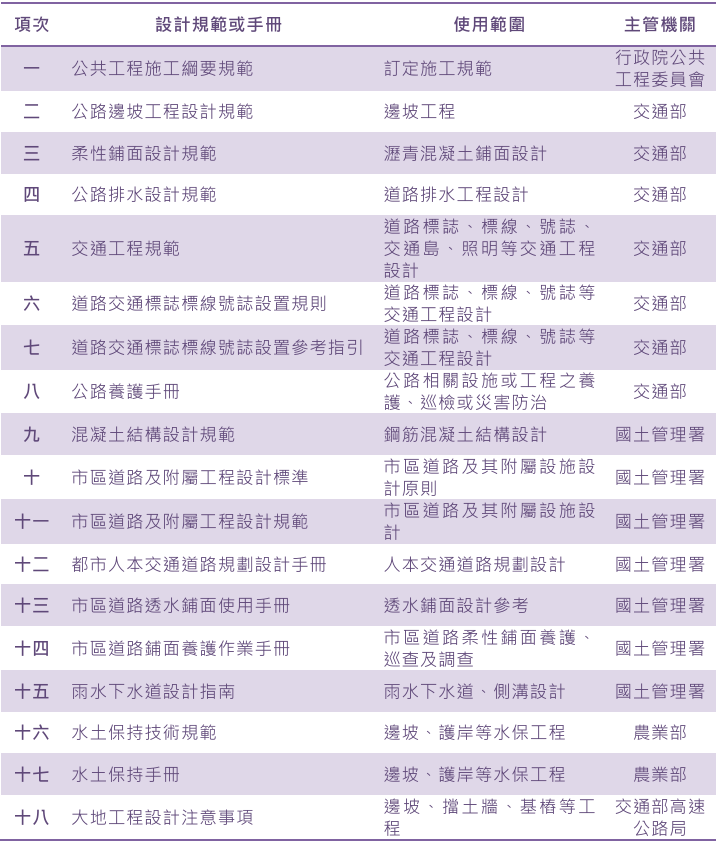 項次 設計規範或手冊 使用範圍 主管機關
一 公共工程施工綱要規範 訂定施工規範 行政院公共
工程委員會
二 公路邊坡工程設計規範 邊坡工程 交通部
三 柔性鋪面設計規範 瀝青混凝土鋪面設計 交通部
四 公路排水設計規範 道路排水工程設計 交通部
五 交通工程規範 道路標誌、標線、號誌、
交通島、照明等交通工程
設計 交通部
六 道路交通標誌標線號誌設置規則 道路標誌、標線、號誌等
交通工程設計 交通部
七 道路交通標誌標線號誌設置參考指引 道路標誌、標線、號誌等
交通工程設計 交通部
八 公路養護手冊 公路相關設施或工程之養
護、巡檢或災害防治 交通部
九 混凝土結構設計規範 鋼筋混凝土結構設計 國土管理署
十 市區道路及附屬工程設計標準 市區道路及其附屬設施設
計原則 國土管理署
十一 市區道路及附屬工程設計規範 市區道路及其附屬設施設
計 國土管理署
十二 都市人本交通道路規劃設計手冊 人本交通道路規劃設計 國土管理署
十三 市區道路透水鋪面使用手冊 透水鋪面設計參考 國土管理署
十四 市區道路鋪面養護作業手冊 市區道路柔性鋪面養護、
巡查及調查 國土管理署
十五 雨水下水道設計指南 雨水下水道、側溝設計 國土管理署
十六 水土保持技術規範 邊坡、護岸等水保工程 農業部
十七 水土保持手冊 邊坡、護岸等水保工程 農業部
十八 大地工程設計注意事項 邊坡、擋土牆、基樁等工
程 交通部高速
公路局